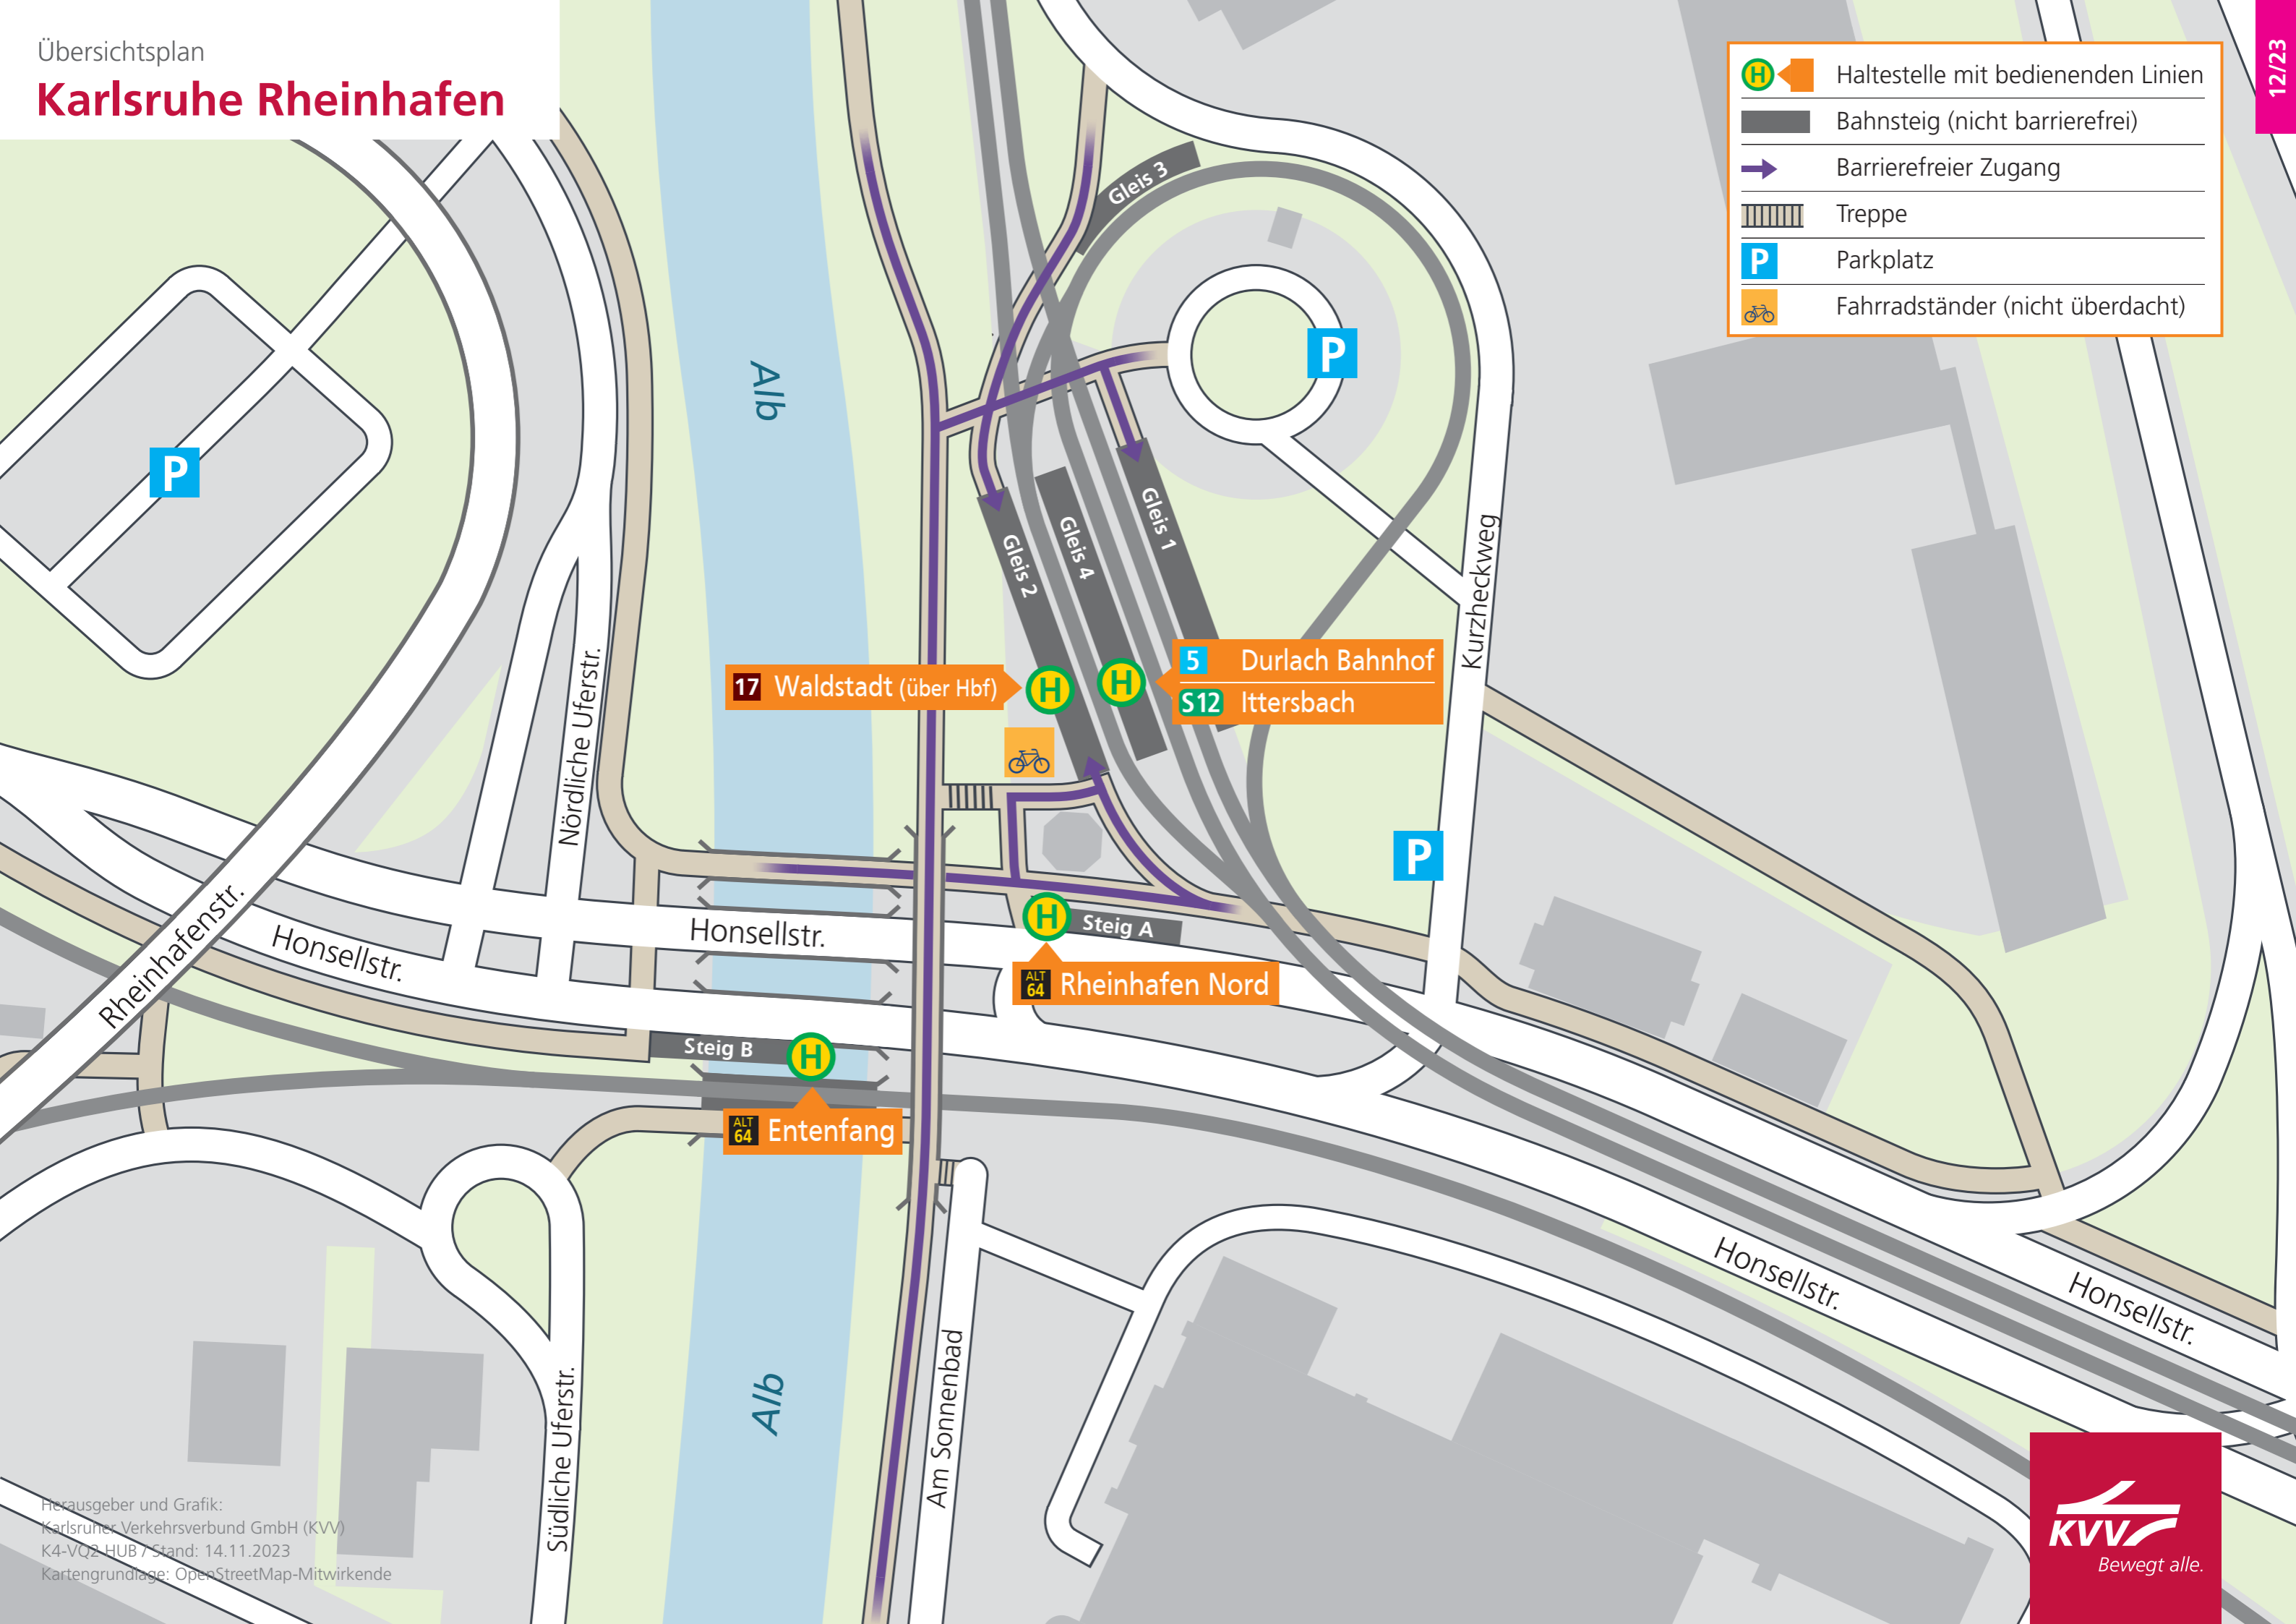 Übersichtsplan
Karlsruhe Rheinhafen
12/23
H Haltestelle mit bedienenden Linien
Bahnsteig (nicht barrierefrei)
Barrierefreier Zugang
Treppe
P Parkplatz
Fahrradständer (nicht überdacht)
Gleis 3
Alb
P
P
Gleis 1
Gleis 4
Gleis 2
Kurzheckweg
5 Durlach Bahnhof
S12 Ittersbach
H
17 Waldstadt (über Hbf)
H
Nördliche Uferstr.
P
Rheinhafenstr.
Honsellstr.
Honsellstr.
H
Steig A
ALT
64 Rheinhafen Nord
Steig B
H
ALT
64 Entenfang
Honsellstr.
Honsellstr.
Alb
Am Sonnenbad
Südliche Uferstr.
Herausgeber und Grafik:
Karlsruher Verkehrsverbund GmbH (KVV)
K4-VQ2 HUB / Stand: 14.11.2023
Kartengrundlage: OpenStreetMap-Mitwirkende
KVV
Bewegt alle.